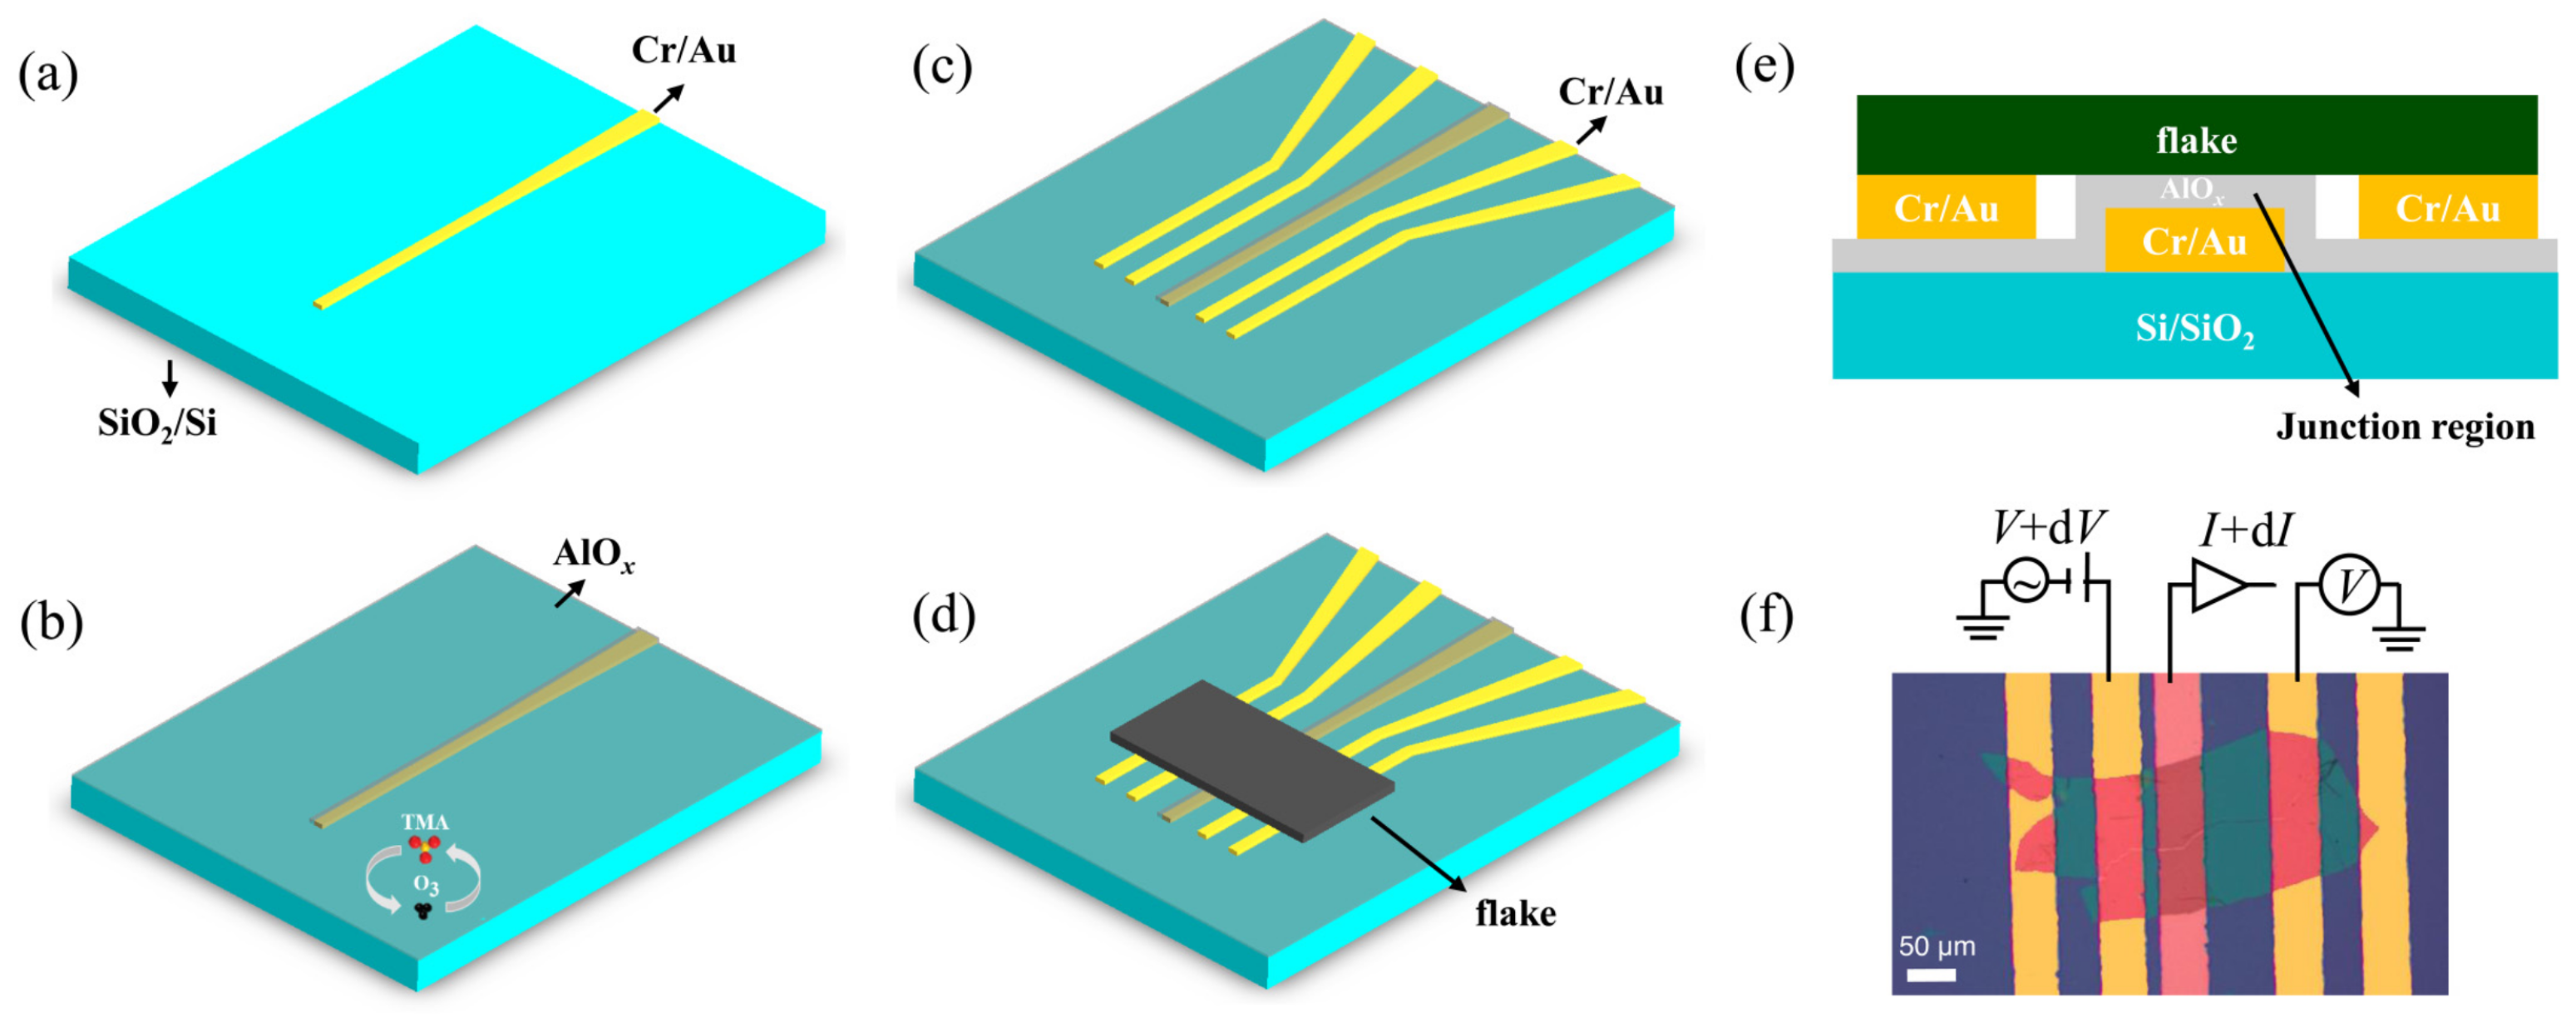 (a)
Cr/Au
SiO₂/Si
(b)
AlOₓ
TMA
O₃
(c)
Cr/Au
(d)
flake
(e)
flake
AlOₓ
Cr/Au
Cr/Au
Cr/Au
Si/SiO₂
Junction region
(f)
V+dV
I+dI
V
50 μm